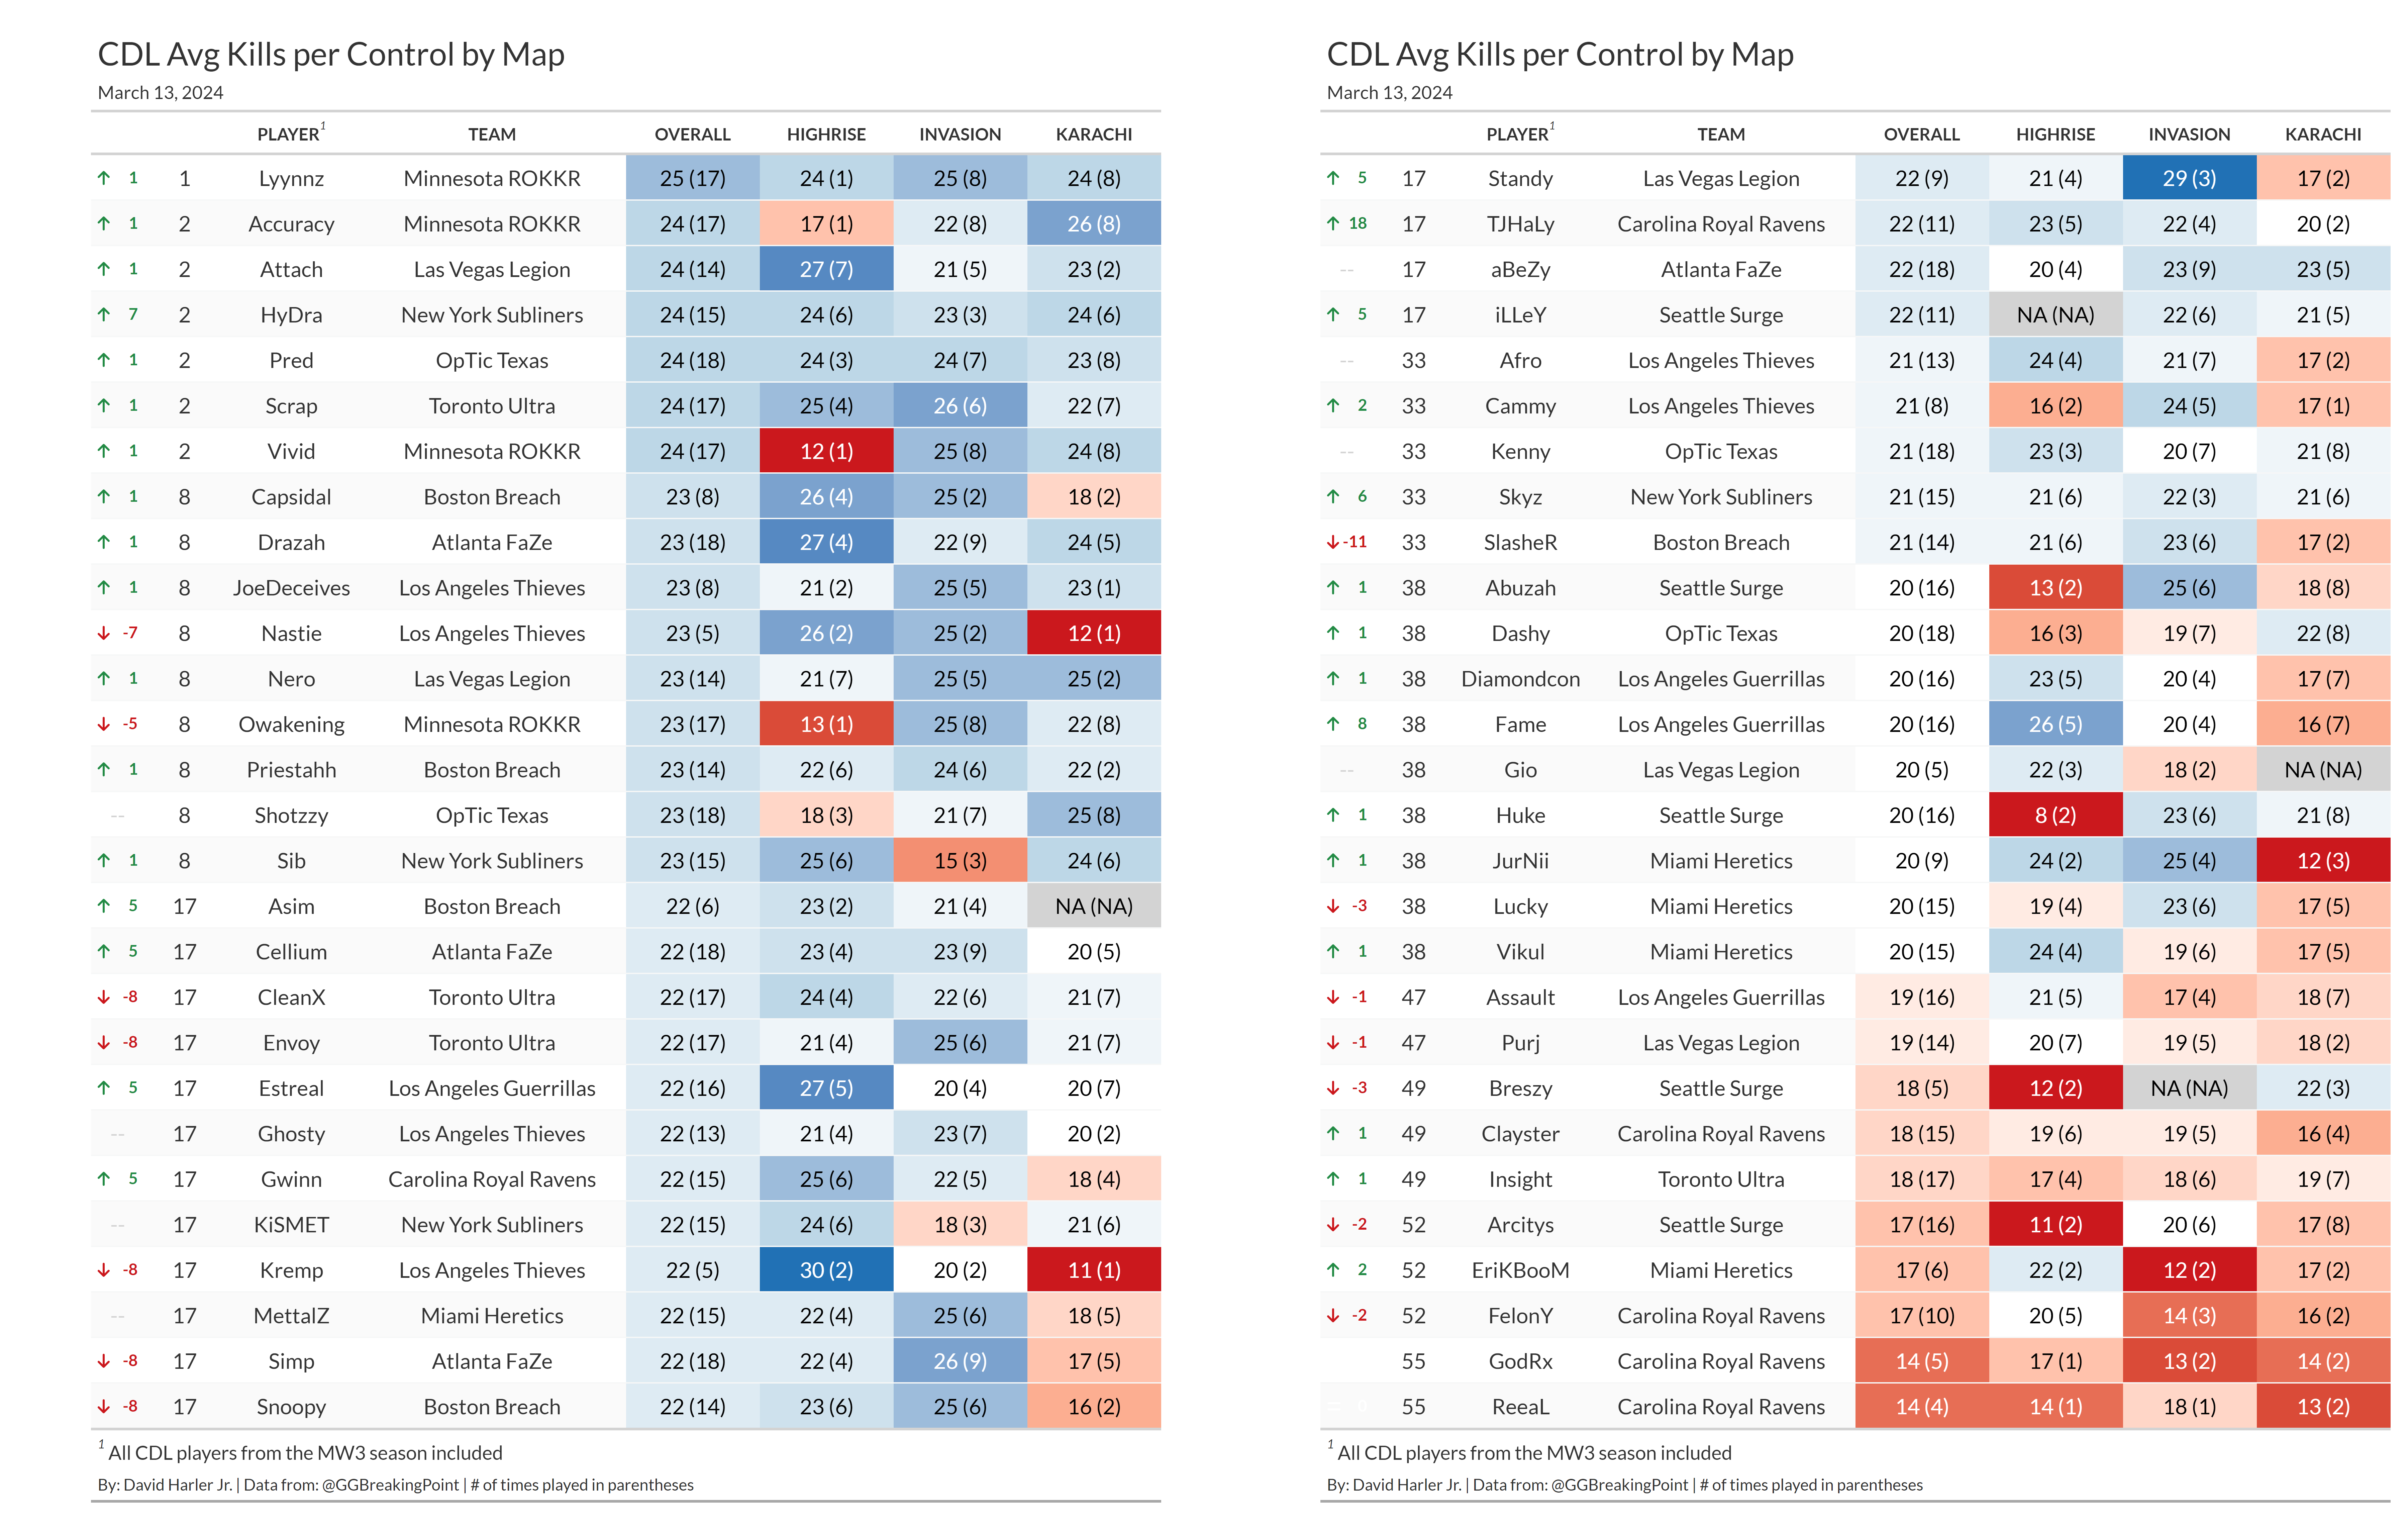 CDL Avg Kills per Control by Map
March 13, 2024
PLAYER1 TEAM OVERALL HIGHRISE INVASION KARACHI
↑ 1 1 Lyynnz Minnesota ROKKR 25 (17) 24 (1) 25 (8) 24 (8)
↑ 1 2 Accuracy Minnesota ROKKR 24 (17) 17 (1) 22 (8) 26 (8)
↑ 1 2 Attach Las Vegas Legion 24 (14) 27 (7) 21 (5) 23 (2)
↑ 7 2 HyDra New York Subliners 24 (15) 24 (6) 23 (3) 24 (6)
↑ 1 2 Pred OpTic Texas 24 (18) 24 (3) 24 (7) 23 (8)
↑ 1 2 Scrap Toronto Ultra 24 (17) 25 (4) 26 (6) 22 (7)
↑ 1 2 Vivid Minnesota ROKKR 24 (17) 12 (1) 25 (8) 24 (8)
↑ 1 8 Capsidal Boston Breach 23 (8) 26 (4) 25 (2) 18 (2)
↑ 1 8 Drazah Atlanta FaZe 23 (18) 27 (4) 22 (9) 24 (5)
↑ 1 8 JoeDeceives Los Angeles Thieves 23 (8) 21 (2) 25 (5) 23 (1)
↓ -7 8 Nastie Los Angeles Thieves 23 (5) 26 (2) 25 (2) 12 (1)
↑ 1 8 Nero Las Vegas Legion 23 (14) 21 (7) 25 (5) 25 (2)
↓ -5 8 Owakening Minnesota ROKKR 23 (17) 13 (1) 25 (8) 22 (8)
↑ 1 8 Priestahh Boston Breach 23 (14) 22 (6) 24 (6) 22 (2)
-- 8 Shotzzy OpTic Texas 23 (18) 18 (3) 21 (7) 25 (8)
↑ 1 8 Sib New York Subliners 23 (15) 25 (6) 15 (3) 24 (6)
↑ 5 17 Asim Boston Breach 22 (6) 23 (2) 21 (4) NA (NA)
↑ 5 17 Cellium Atlanta FaZe 22 (18) 23 (4) 23 (9) 20 (5)
↓ -8 17 CleanX Toronto Ultra 22 (17) 24 (4) 22 (6) 21 (7)
↓ -8 17 Envoy Toronto Ultra 22 (17) 21 (4) 25 (6) 21 (7)
↑ 5 17 Estreal Los Angeles Guerrillas 22 (16) 27 (5) 20 (4) 20 (7)
-- 17 Ghosty Los Angeles Thieves 22 (13) 21 (4) 23 (7) 20 (2)
↑ 5 17 Gwinn Carolina Royal Ravens 22 (15) 25 (6) 22 (5) 18 (4)
-- 17 KiSMET New York Subliners 22 (15) 24 (6) 18 (3) 21 (6)
↓ -8 17 Kremp Los Angeles Thieves 22 (5) 30 (2) 20 (2) 11 (1)
-- 17 MettalZ Miami Heretics 22 (15) 22 (4) 25 (6) 18 (5)
↓ -8 17 Simp Atlanta FaZe 22 (18) 22 (4) 26 (9) 17 (5)
↓ -8 17 Snoopy Boston Breach 22 (14) 23 (6) 25 (6) 16 (2)
1 All CDL players from the MW3 season included
By: David Harler Jr. | Data from: @GGBreakingPoint | # of times played in parentheses
CDL Avg Kills per Control by Map
March 13, 2024
PLAYER1 TEAM OVERALL HIGHRISE INVASION KARACHI
↑ 5 17 Standy Las Vegas Legion 22 (9) 21 (4) 29 (3) 17 (2)
↑ 18 17 TJHaLy Carolina Royal Ravens 22 (11) 23 (5) 22 (4) 20 (2)
-- 17 aBeZy Atlanta FaZe 22 (18) 20 (4) 23 (9) 23 (5)
↑ 5 17 iLLeY Seattle Surge 22 (11) NA (NA) 22 (6) 21 (5)
-- 33 Afro Los Angeles Thieves 21 (13) 24 (4) 21 (7) 17 (2)
↑ 2 33 Cammy Los Angeles Thieves 21 (8) 16 (2) 24 (5) 17 (1)
-- 33 Kenny OpTic Texas 21 (18) 23 (3) 20 (7) 21 (8)
↑ 6 33 Skyz New York Subliners 21 (15) 21 (6) 22 (3) 21 (6)
↓ -11 33 SlasheR Boston Breach 21 (14) 21 (6) 23 (6) 17 (2)
↑ 1 38 Abuzah Seattle Surge 20 (16) 13 (2) 25 (6) 18 (8)
↑ 1 38 Dashy OpTic Texas 20 (18) 16 (3) 19 (7) 22 (8)
↑ 1 38 Diamondcon Los Angeles Guerrillas 20 (16) 23 (5) 20 (4) 17 (7)
↑ 8 38 Fame Los Angeles Guerrillas 20 (16) 26 (5) 20 (4) 16 (7)
-- 38 Gio Las Vegas Legion 20 (5) 22 (3) 18 (2) NA (NA)
↑ 1 38 Huke Seattle Surge 20 (16) 8 (2) 23 (6) 21 (8)
↑ 1 38 JurNii Miami Heretics 20 (9) 24 (2) 25 (4) 12 (3)
↓ -3 38 Lucky Miami Heretics 20 (15) 19 (4) 23 (6) 17 (5)
↑ 1 38 Vikul Miami Heretics 20 (15) 24 (4) 19 (6) 17 (5)
↓ -1 47 Assault Los Angeles Guerrillas 19 (16) 21 (5) 17 (4) 18 (7)
↓ -1 47 Purj Las Vegas Legion 19 (14) 20 (7) 19 (5) 18 (2)
↓ -3 49 Breszy Seattle Surge 18 (5) 12 (2) NA (NA) 22 (3)
↑ 1 49 Clayster Carolina Royal Ravens 18 (15) 19 (6) 19 (5) 16 (4)
↑ 1 49 Insight Toronto Ultra 18 (17) 17 (4) 18 (6) 19 (7)
↓ -2 52 Arcitys Seattle Surge 17 (16) 11 (2) 20 (6) 17 (8)
↑ 2 52 EriKBooM Miami Heretics 17 (6) 22 (2) 12 (2) 17 (2)
↓ -2 52 FelonY Carolina Royal Ravens 17 (10) 20 (5) 14 (3) 16 (2)
55 GodRx Carolina Royal Ravens 14 (5) 17 (1) 13 (2) 14 (2)
55 ReeaL Carolina Royal Ravens 14 (4) 14 (1) 18 (1) 13 (2)
1 All CDL players from the MW3 season included
By: David Harler Jr. | Data from: @GGBreakingPoint | # of times played in parentheses